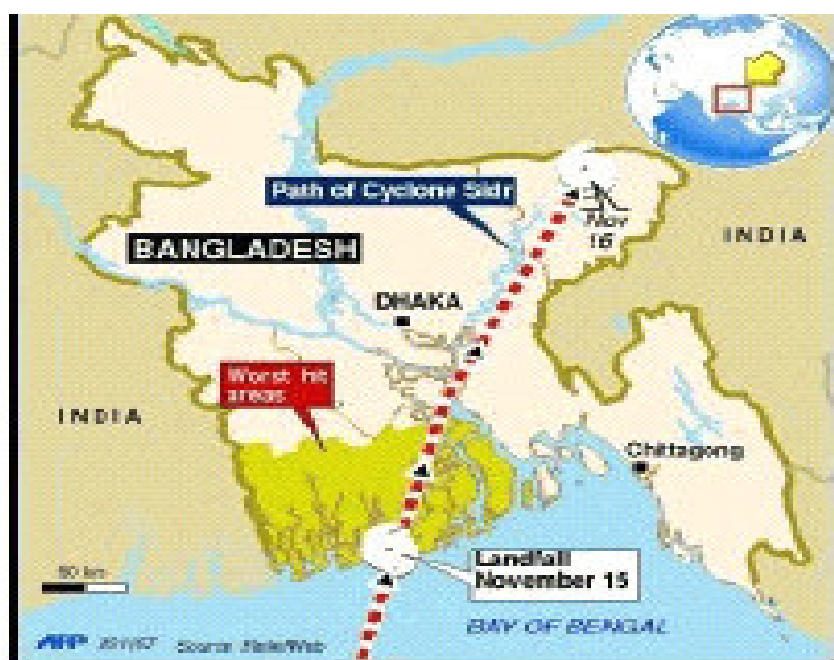 Path of Cyclone Sidr
Nov
16
INDIA
BANGLADESH
DHAKA
Worst hit
areas
INDIA
Chittagong
Landfall
November 15
50 km
BAY OF BENGAL
AFP
Source